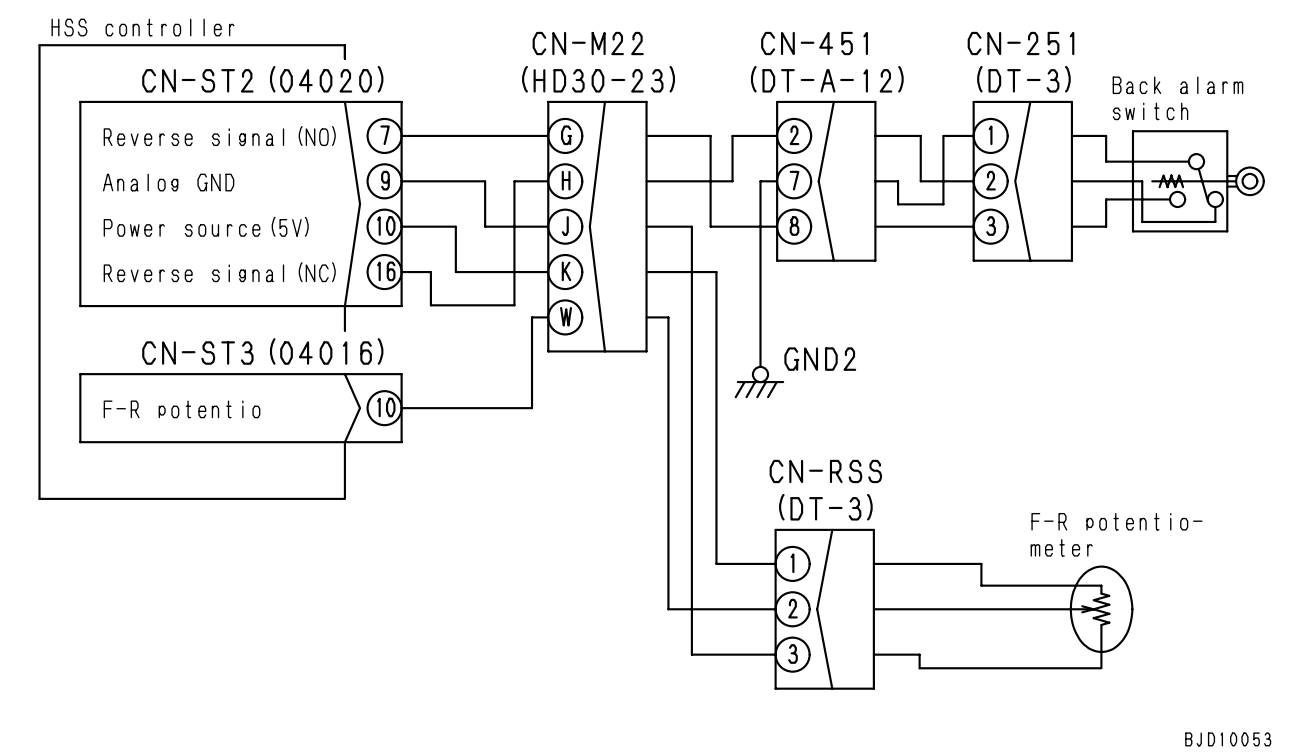 HSS controller
CN-ST2 (04020)
Reverse signal (NO) 7
Analog GND 9
Power source (5V) 10
Reverse signal (NC) 16
CN-ST3 (04016)
F-R potentio 10
CN-M22
(HD30-23)
G
H
J
K
W
CN-451
(DT-A-12)
2
7
8
GND2
CN-251
(DT-3)
1
2
3
Back alarm
switch
CN-RSS
(DT-3)
1
2
3
F-R potentio-
meter
BJD10053